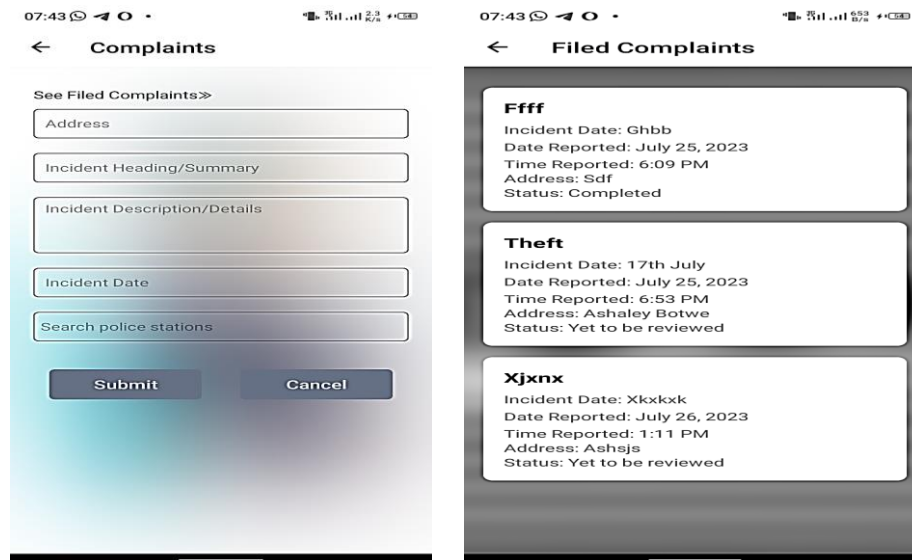 07:43
2.3 K/s
Complaints
See Filed Complaints≫
Address
Incident Heading/Summary
Incident Description/Details
Incident Date
Search police stations
Submit
Cancel
07:43
653 B/s
Filed Complaints
Ffff
Incident Date: Ghbb
Date Reported: July 25, 2023
Time Reported: 6:09 PM
Address: Sdf
Status: Completed
Theft
Incident Date: 17th July
Date Reported: July 25, 2023
Time Reported: 6:53 PM
Address: Ashaley Botwe
Status: Yet to be reviewed
Xjxnx
Incident Date: Xkxkxk
Date Reported: July 26, 2023
Time Reported: 1:11 PM
Address: Ashsjs
Status: Yet to be reviewed